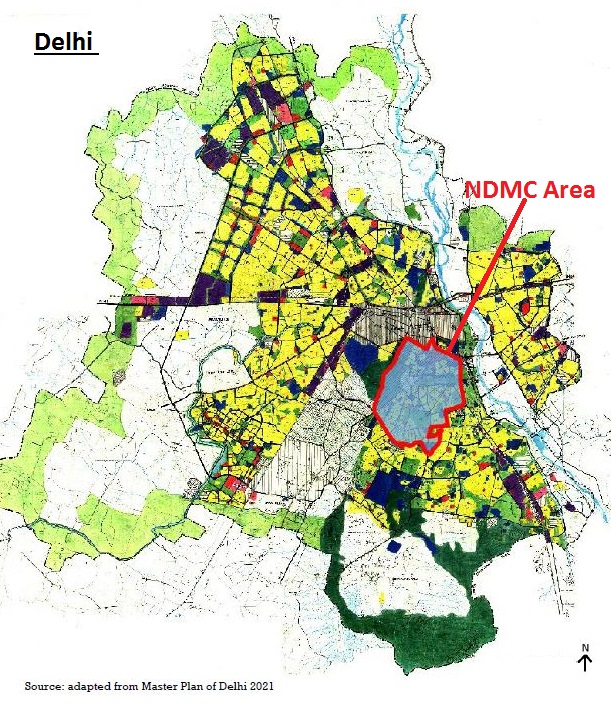 Delhi
NDMC Area
N
Source: adapted from Master Plan of Delhi 2021